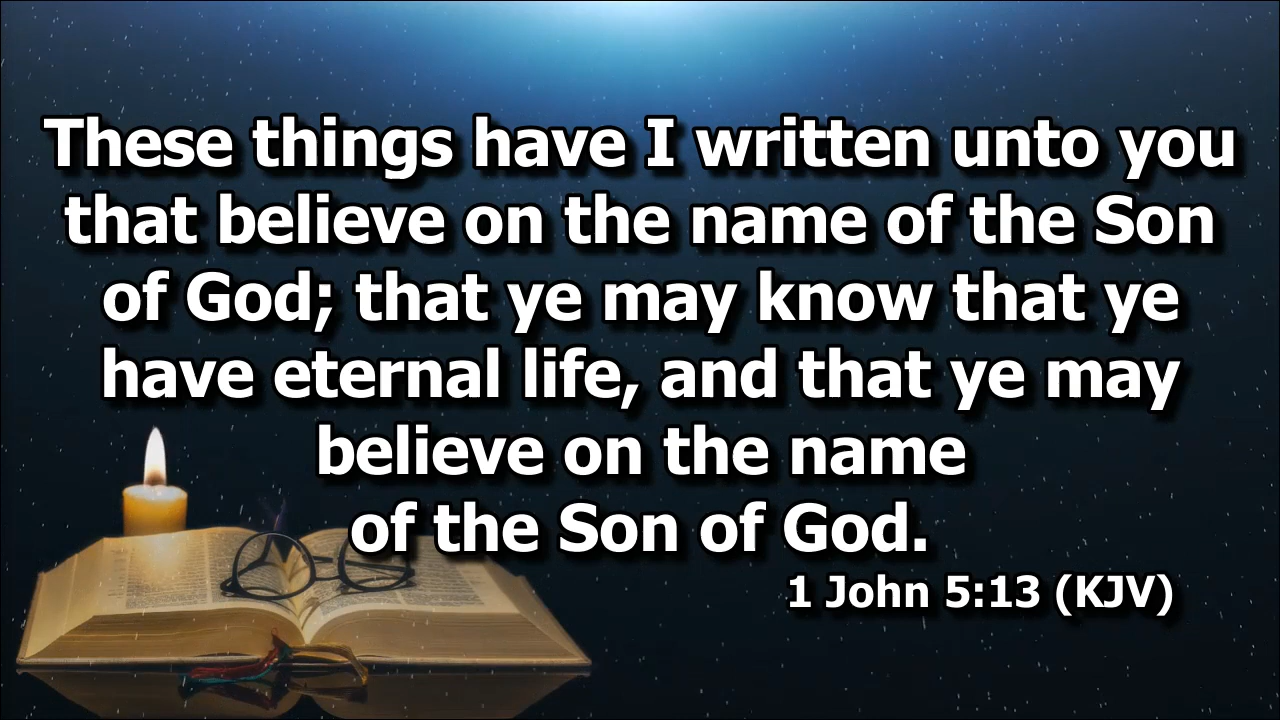 These things have I written unto you
that believe on the name of the Son
of God; that ye may know that ye
have eternal life, and that ye may
believe on the name
of the Son of God.
1 John 5:13 (KJV)